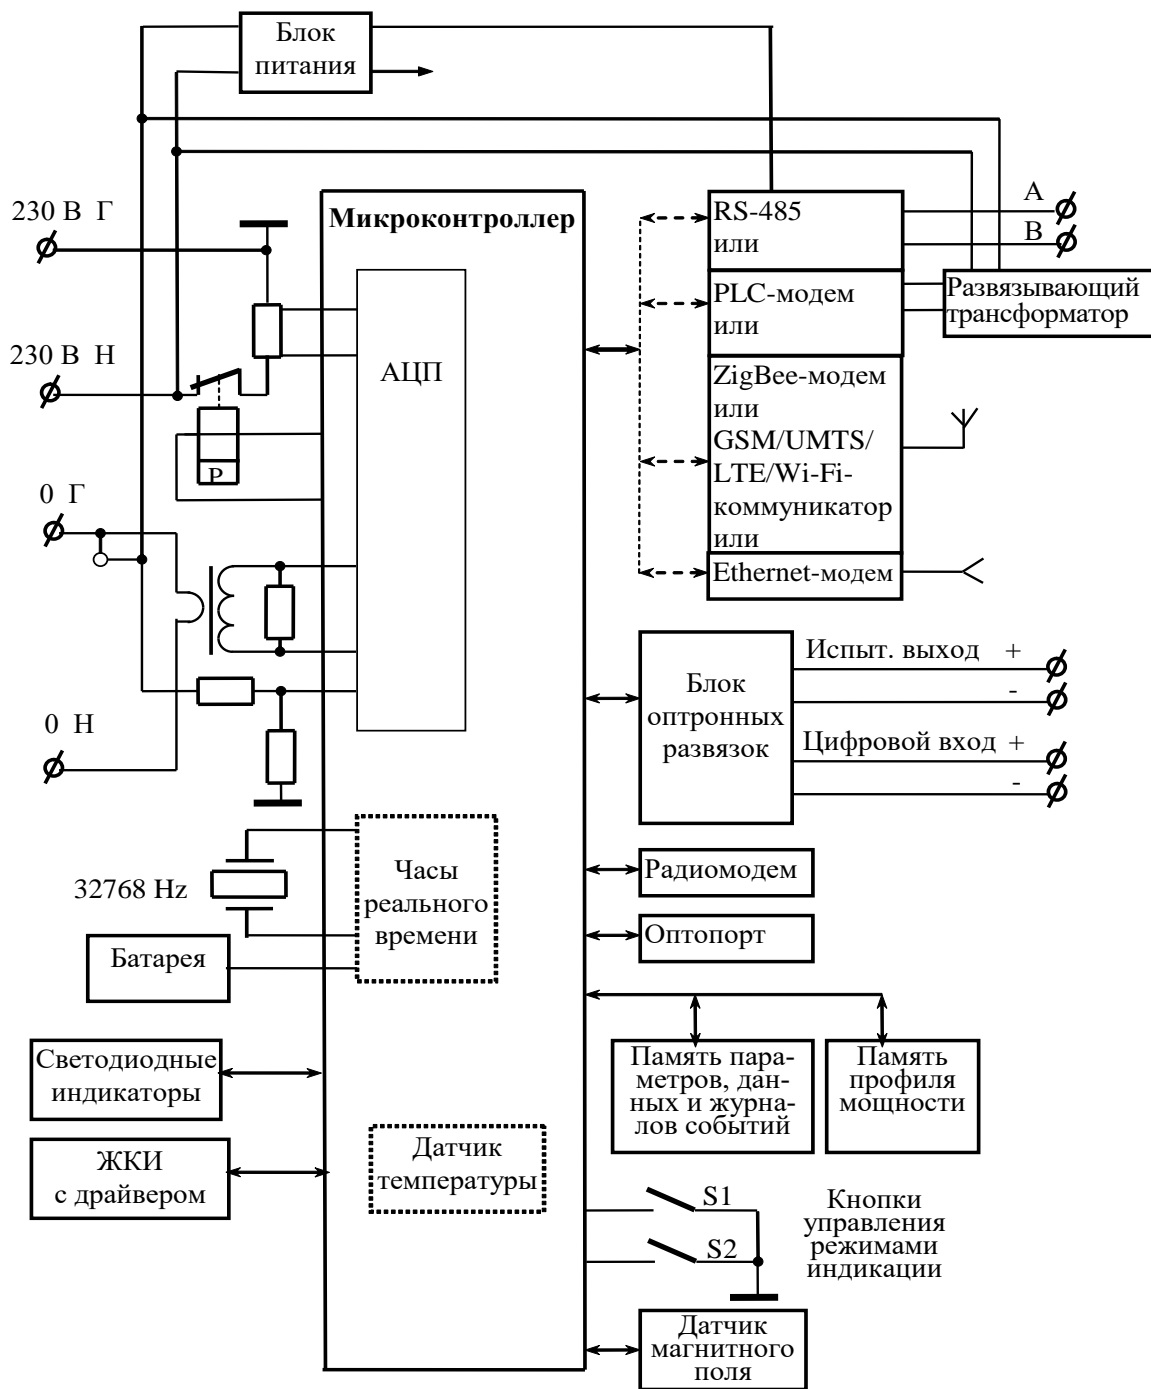 Блок
питания
230 В Г
Микроконтроллер
RS-485
или
А
В
PLC-модем
или
Развязывающий
трансформатор
230 В Н
АЦП
ZigBee-модем
или
GSM/UMTS/
LTE/Wi-Fi-
коммуникатор
или
Ethernet-модем
Р
0 Г
0 Н
Блок
оптронных
развязок
Испыт. выход +
-
Цифровой вход +
-
32768 Hz
Часы
реального
времени
Батарея
Радиомодем
Оптопорт
Светодиодные
индикаторы
Память пара-
метров, дан-
ных и журна-
лов событий
Память
профиля
мощности
ЖКИ
с драйвером
Датчик
температуры
S1
S2
Кнопки
управления
режимами
индикации
Датчик
магнитного
поля